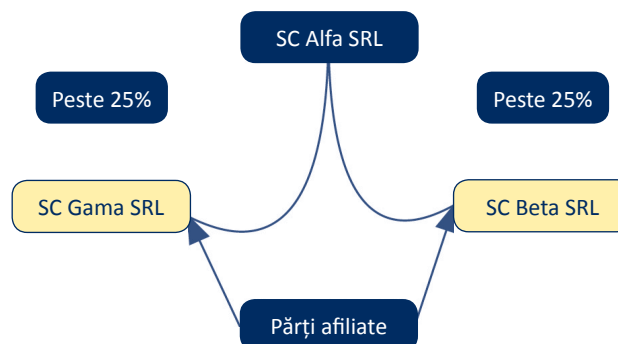 SC Alfa SRL
Peste 25%
Peste 25%
SC Gama SRL
SC Beta SRL
Părți afiliate